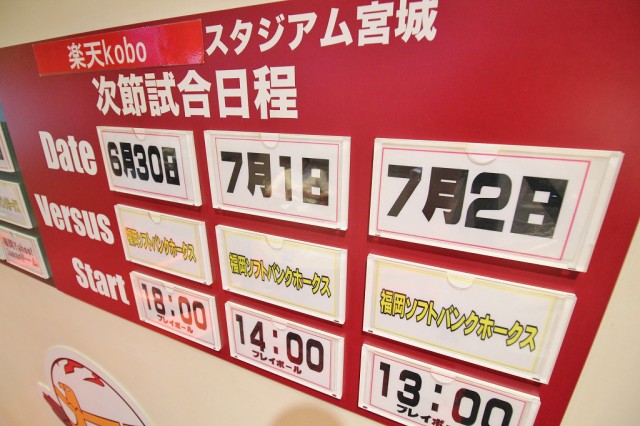 楽天kobo スタジアム宮城
次節試合日程
Date 6月30日 7月1日 7月2日
Versus 福岡ソフトバンクホークス 福岡ソフトバンクホークス 福岡ソフトバンクホークス
Start 18:00 14:00 13:00
プレイボール プレイボール プレイボール